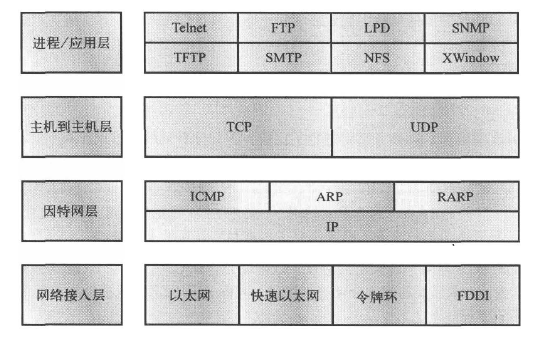 进程/应用层
Telnet FTP LPD SNMP
TFTP SMTP NFS XWindow
主机到主机层
TCP UDP
因特网层
ICMP ARP RARP
IP
网络接入层
以太网 快速以太网 令牌环 FDDI